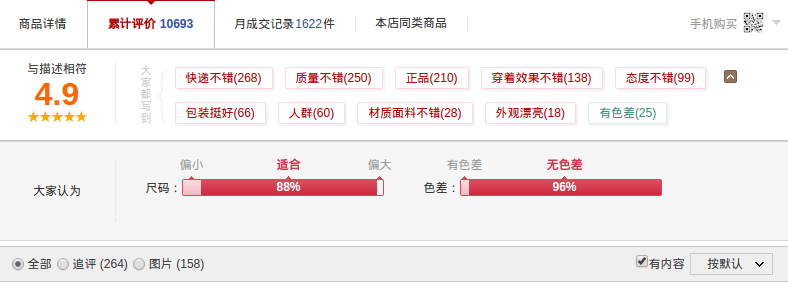 商品详情 累计评价 10693 月成交记录1622件 本店同类商品 手机购买
与描述相符
4.9
大家都写到
快递不错(268) 质量不错(250) 正品(210) 穿着效果不错(138) 态度不错(99)
包装挺好(66) 人群(60) 材质面料不错(28) 外观漂亮(18) 有色差(25)
大家认为
偏小 适合 偏大 有色差 无色差
尺码： 88% 色差： 96%
全部 追评 (264) 图片 (158) 有内容 按默认